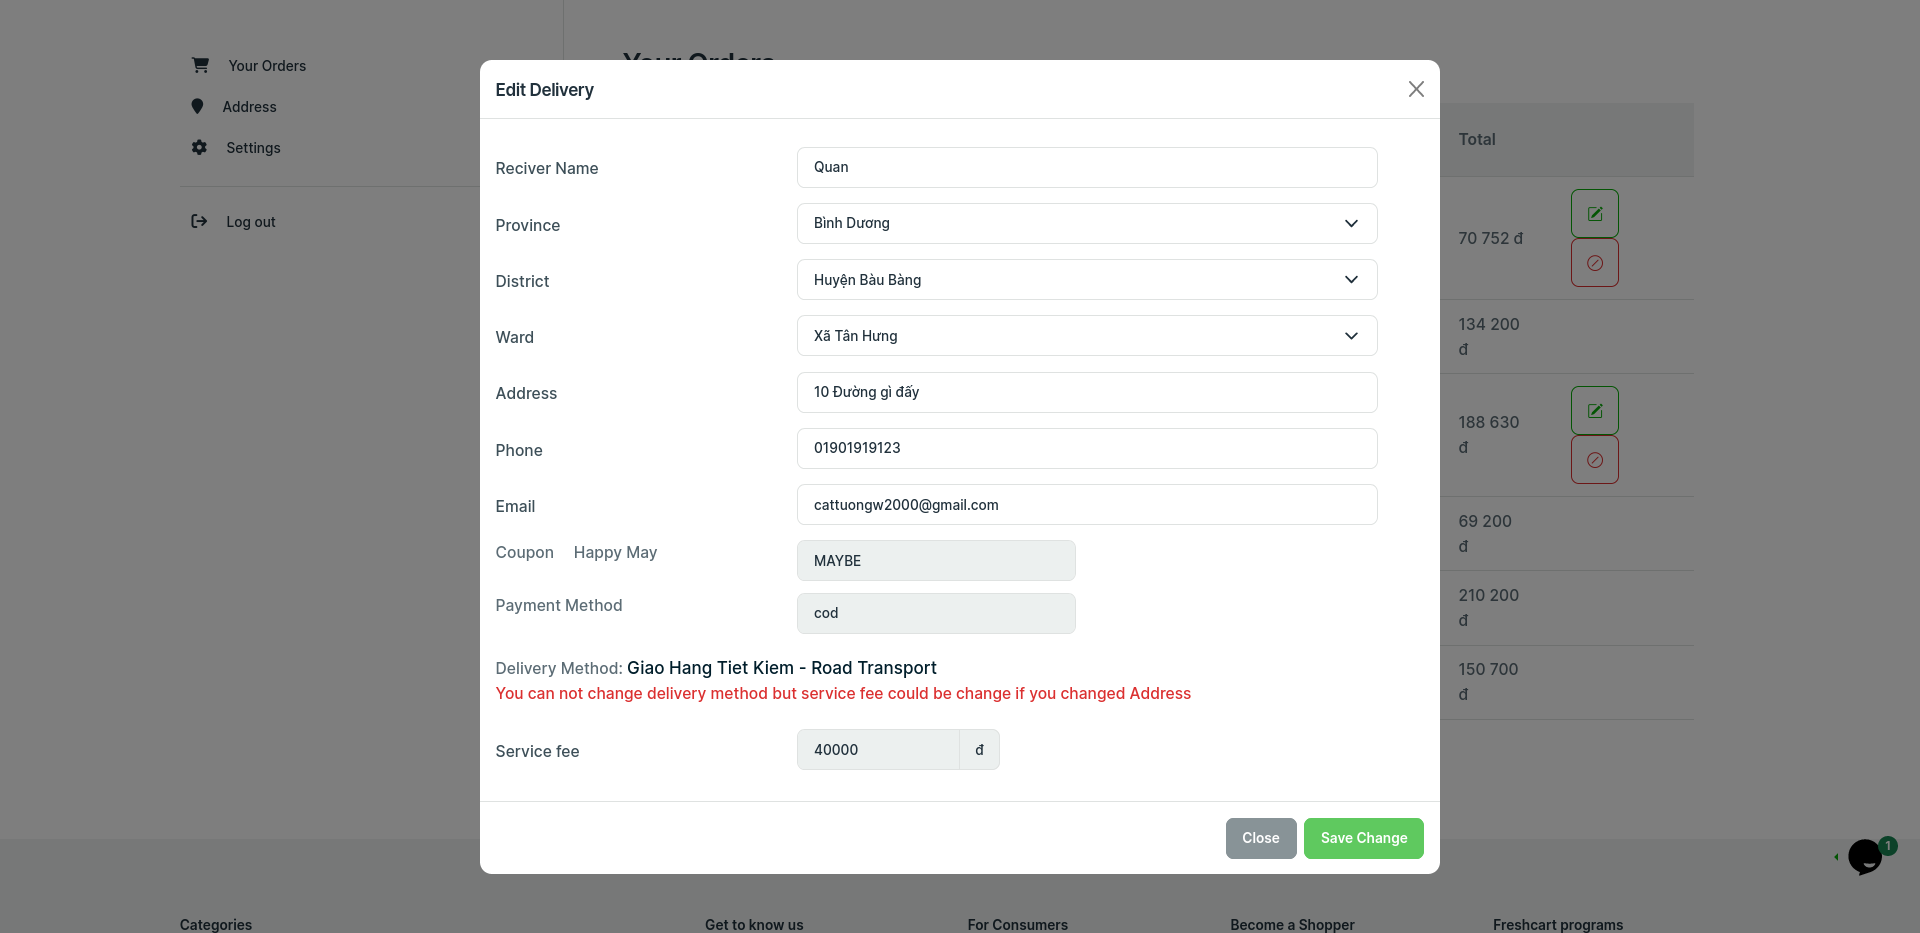 Your Orders
Address
Settings
Log out
Your Orders
Total
70 752 đ
134 200
đ
188 630
đ
69 200
đ
210 200
đ
150 700
đ
Edit Delivery
Reciver Name
Quan
Province
Bình Dương
District
Huyện Bàu Bàng
Ward
Xã Tân Hưng
Address
10 Đường gì đấy
Phone
01901919123
Email
cattuongw2000@gmail.com
Coupon Happy May
MAYBE
Payment Method
cod
Delivery Method: Giao Hang Tiet Kiem - Road Transport
You can not change delivery method but service fee could be change if you changed Address
Service fee
40000 đ
Close Save Change
1
Categories Get to know us For Consumers Become a Shopper Freshcart programs